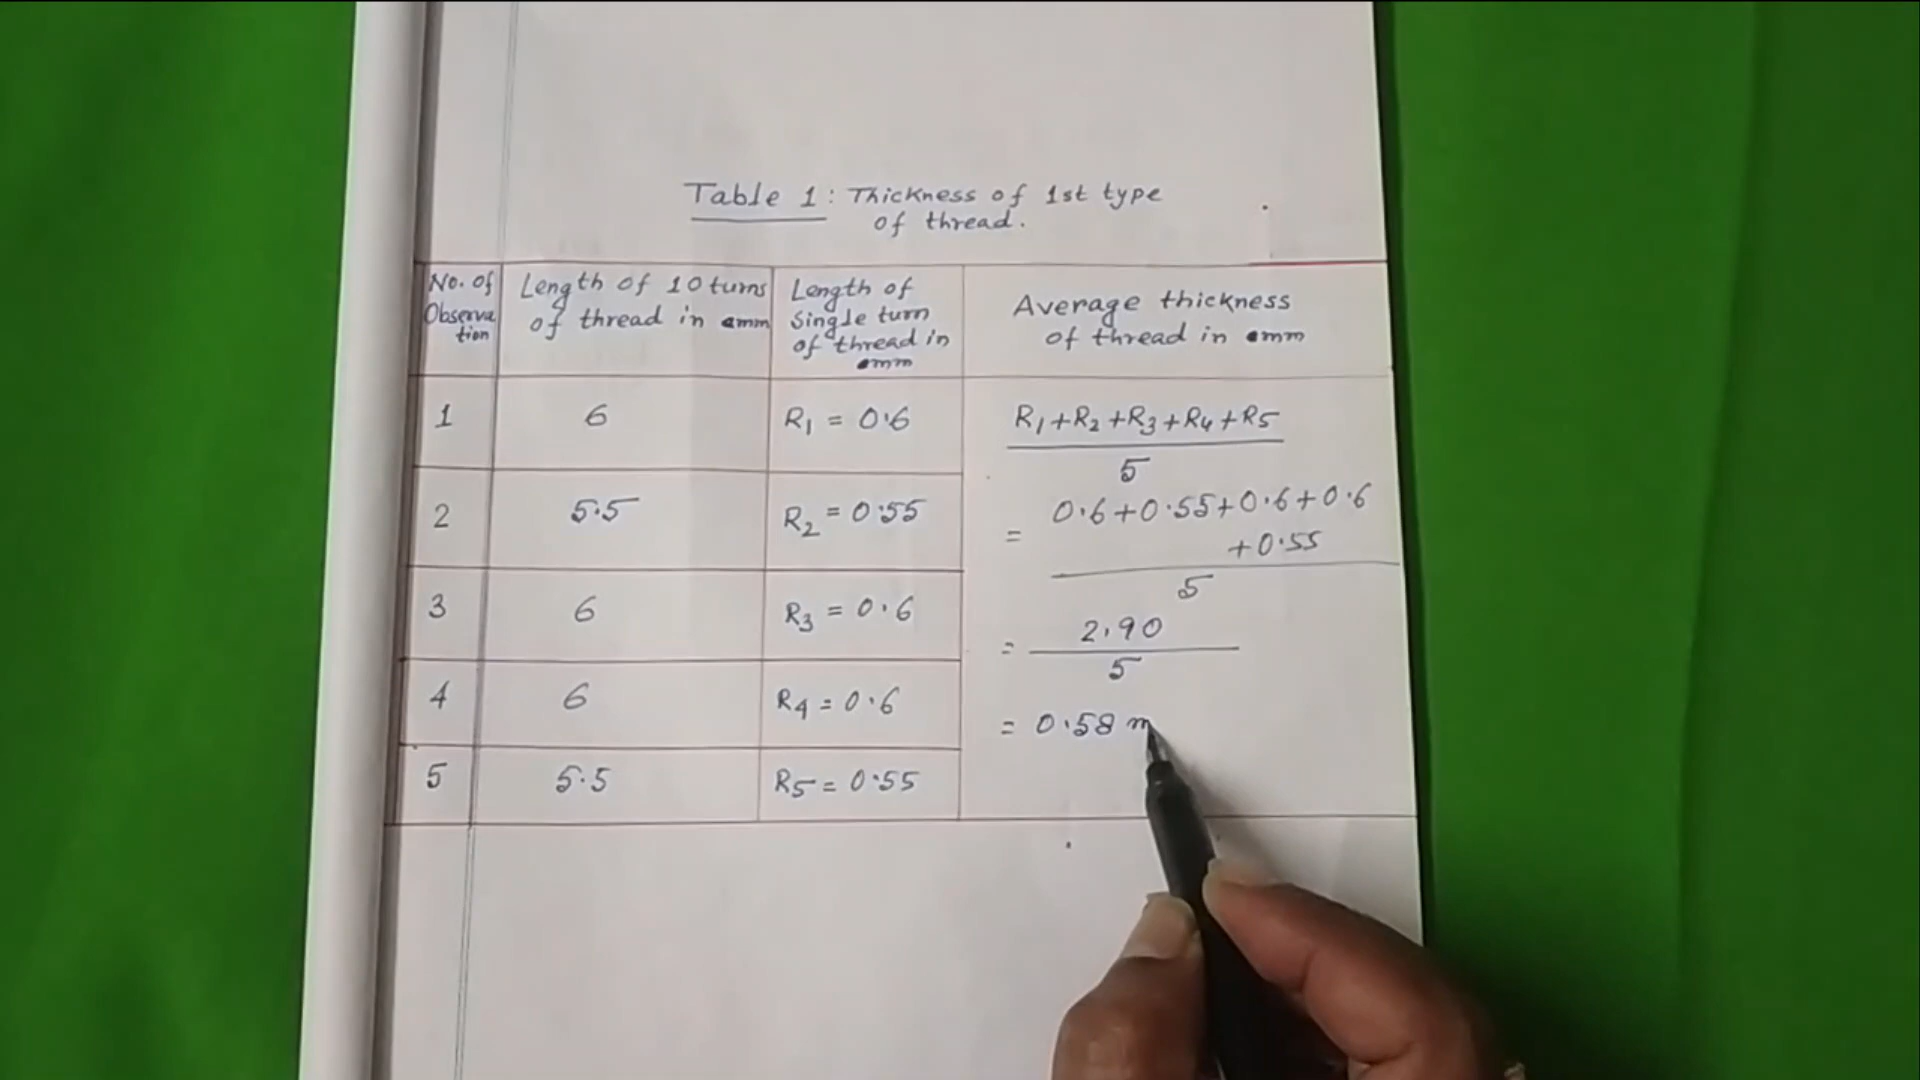 Table 1: Thickness of 1st type
of thread.
No. of
Observa
tion
Length of 10 turns
of thread in mm
Length of
Single turn
of thread in
mm
Average thickness
of thread in mm
1
6
R₁ = 0.6
R₁+R₂+R₃+R₄+R₅
5
2
5.5
R₂ = 0.55
= 0.6+0.55+0.6+0.6
+0.55
5
3
6
R₃ = 0.6
= 2.90
5
4
6
R₄ = 0.6
= 0.58 m
5
5.5
R₅ = 0.55